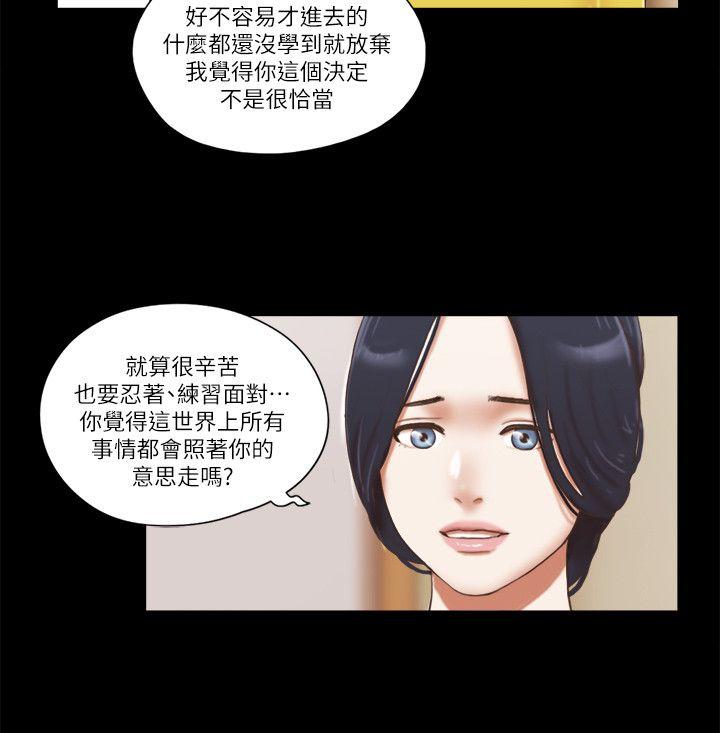 好不容易才進去的
什麼都還沒學到就放棄
我覺得你這個決定
不是很恰當
就算很辛苦
也要忍著、練習面對…
你覺得這世界上所有
事情都會照著你的
意思走嗎?